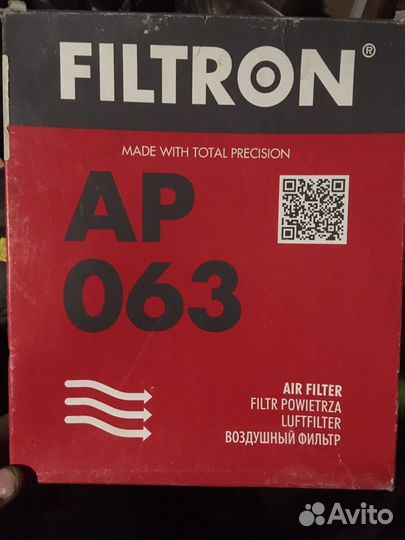 FILTRON®
MADE WITH TOTAL PRECISION
AP
063
AIR FILTER
FILTR POWIETRZA
LUFTFILTER
ВОЗДУШНЫЙ ФИЛЬТР
Avito